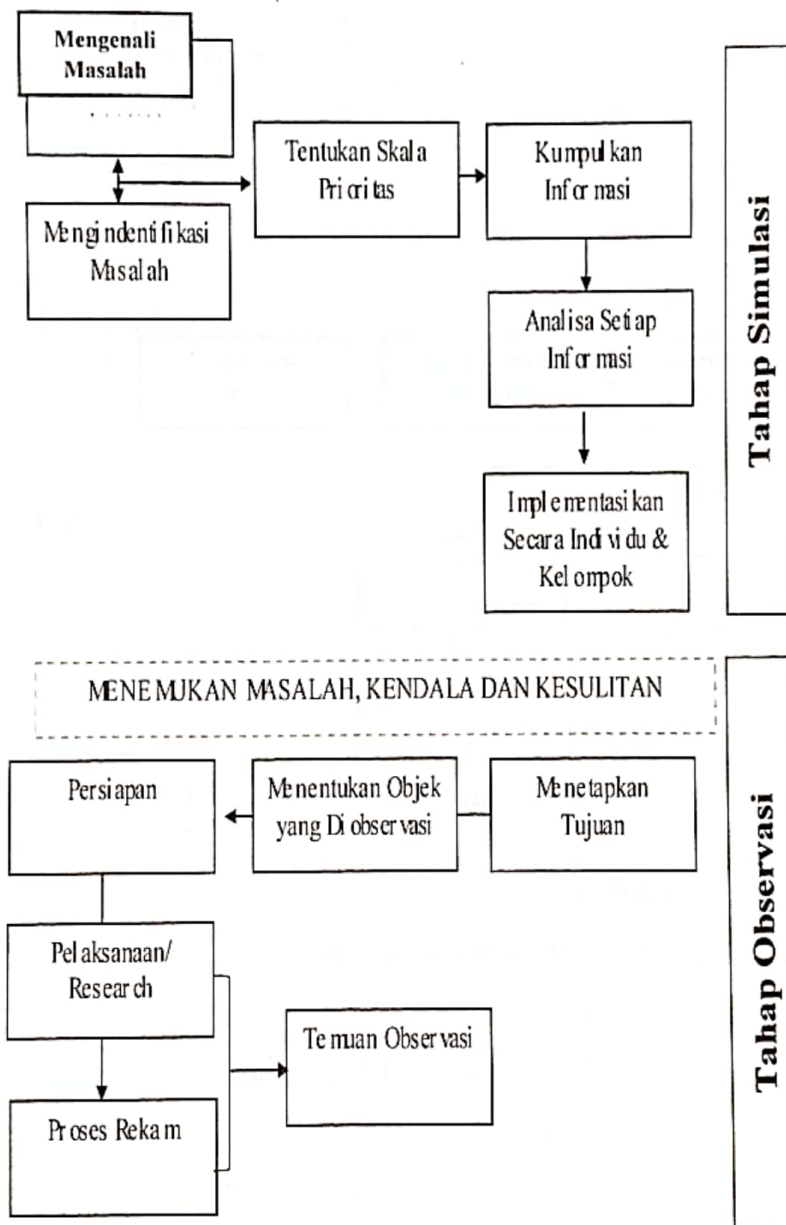 Mengenali
Masalah
.......
Tentukan Skala
Prioritas
Kumpulkan
Informasi
Mengindentifikasi
Masalah
Analisa Setiap
Informasi
Implementasikan
Secara Individu &
Kelompok
Tahap Simulasi
MENEMUKAN MASALAH, KENDALA DAN KESULITAN
Persiapan
Menentukan Objek
yang Diobservasi
Menetapkan
Tujuan
Pelaksanaan/
Research
Temuan Observasi
Proses Rekam
Tahap Observasi